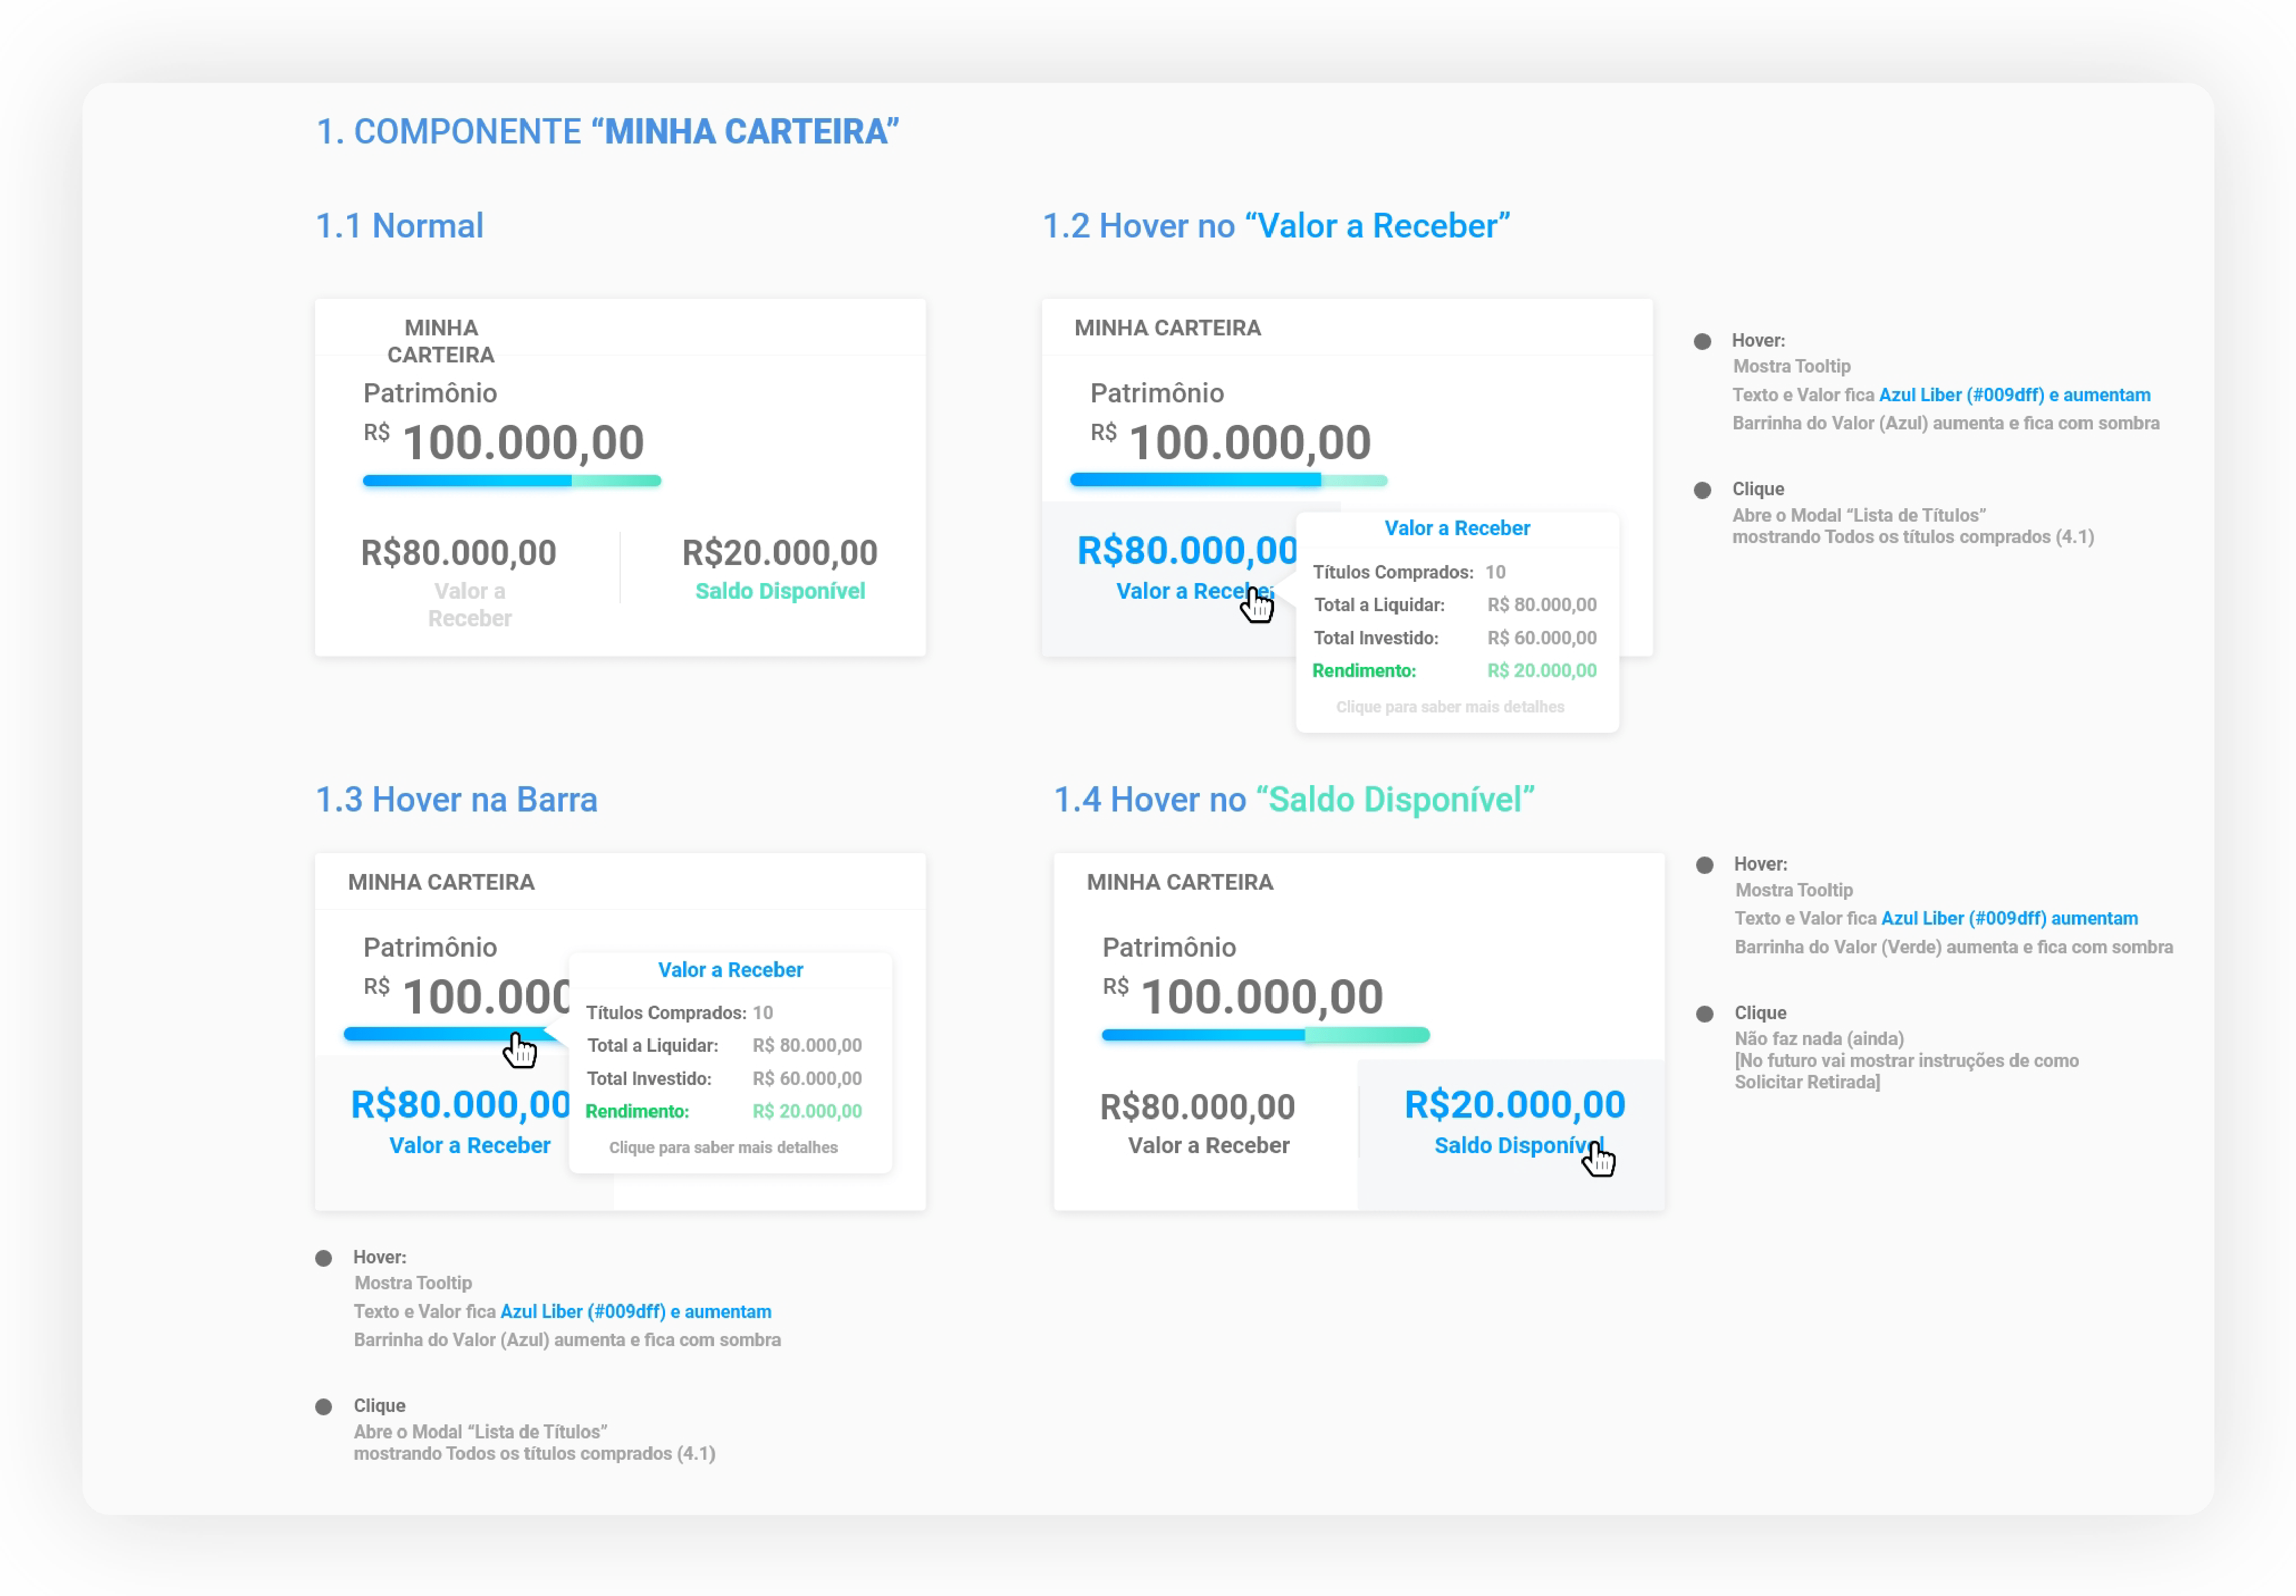 1. COMPONENTE “MINHA CARTEIRA”
1.1 Normal
MINHA
CARTEIRA
Patrimônio
R$ 100.000,00
R$80.000,00
Valor a
Receber
R$20.000,00
Saldo Disponível
1.2 Hover no “Valor a Receber”
MINHA CARTEIRA
Patrimônio
R$ 100.000,00
R$80.000,00
Valor a Receber
Valor a Receber
Títulos Comprados: 10
Total a Liquidar: R$ 80.000,00
Total Investido: R$ 60.000,00
Rendimento: R$ 20.000,00
Clique para saber mais detalhes
Hover:
Mostra Tooltip
Texto e Valor fica Azul Liber (#009dff) e aumentam
Barrinha do Valor (Azul) aumenta e fica com sombra
Clique
Abre o Modal “Lista de Títulos”
mostrando Todos os títulos comprados (4.1)
1.3 Hover na Barra
MINHA CARTEIRA
Patrimônio
R$ 100.000
R$80.000,00
Valor a Receber
Valor a Receber
Títulos Comprados: 10
Total a Liquidar: R$ 80.000,00
Total Investido: R$ 60.000,00
Rendimento: R$ 20.000,00
Clique para saber mais detalhes
Hover:
Mostra Tooltip
Texto e Valor fica Azul Liber (#009dff) e aumentam
Barrinha do Valor (Azul) aumenta e fica com sombra
Clique
Abre o Modal “Lista de Títulos”
mostrando Todos os títulos comprados (4.1)
1.4 Hover no “Saldo Disponível”
MINHA CARTEIRA
Patrimônio
R$ 100.000,00
R$80.000,00
Valor a Receber
R$20.000,00
Saldo Disponível
Hover:
Mostra Tooltip
Texto e Valor fica Azul Liber (#009dff) aumentam
Barrinha do Valor (Verde) aumenta e fica com sombra
Clique
Não faz nada (ainda)
[No futuro vai mostrar instruções de como
Solicitar Retirada]